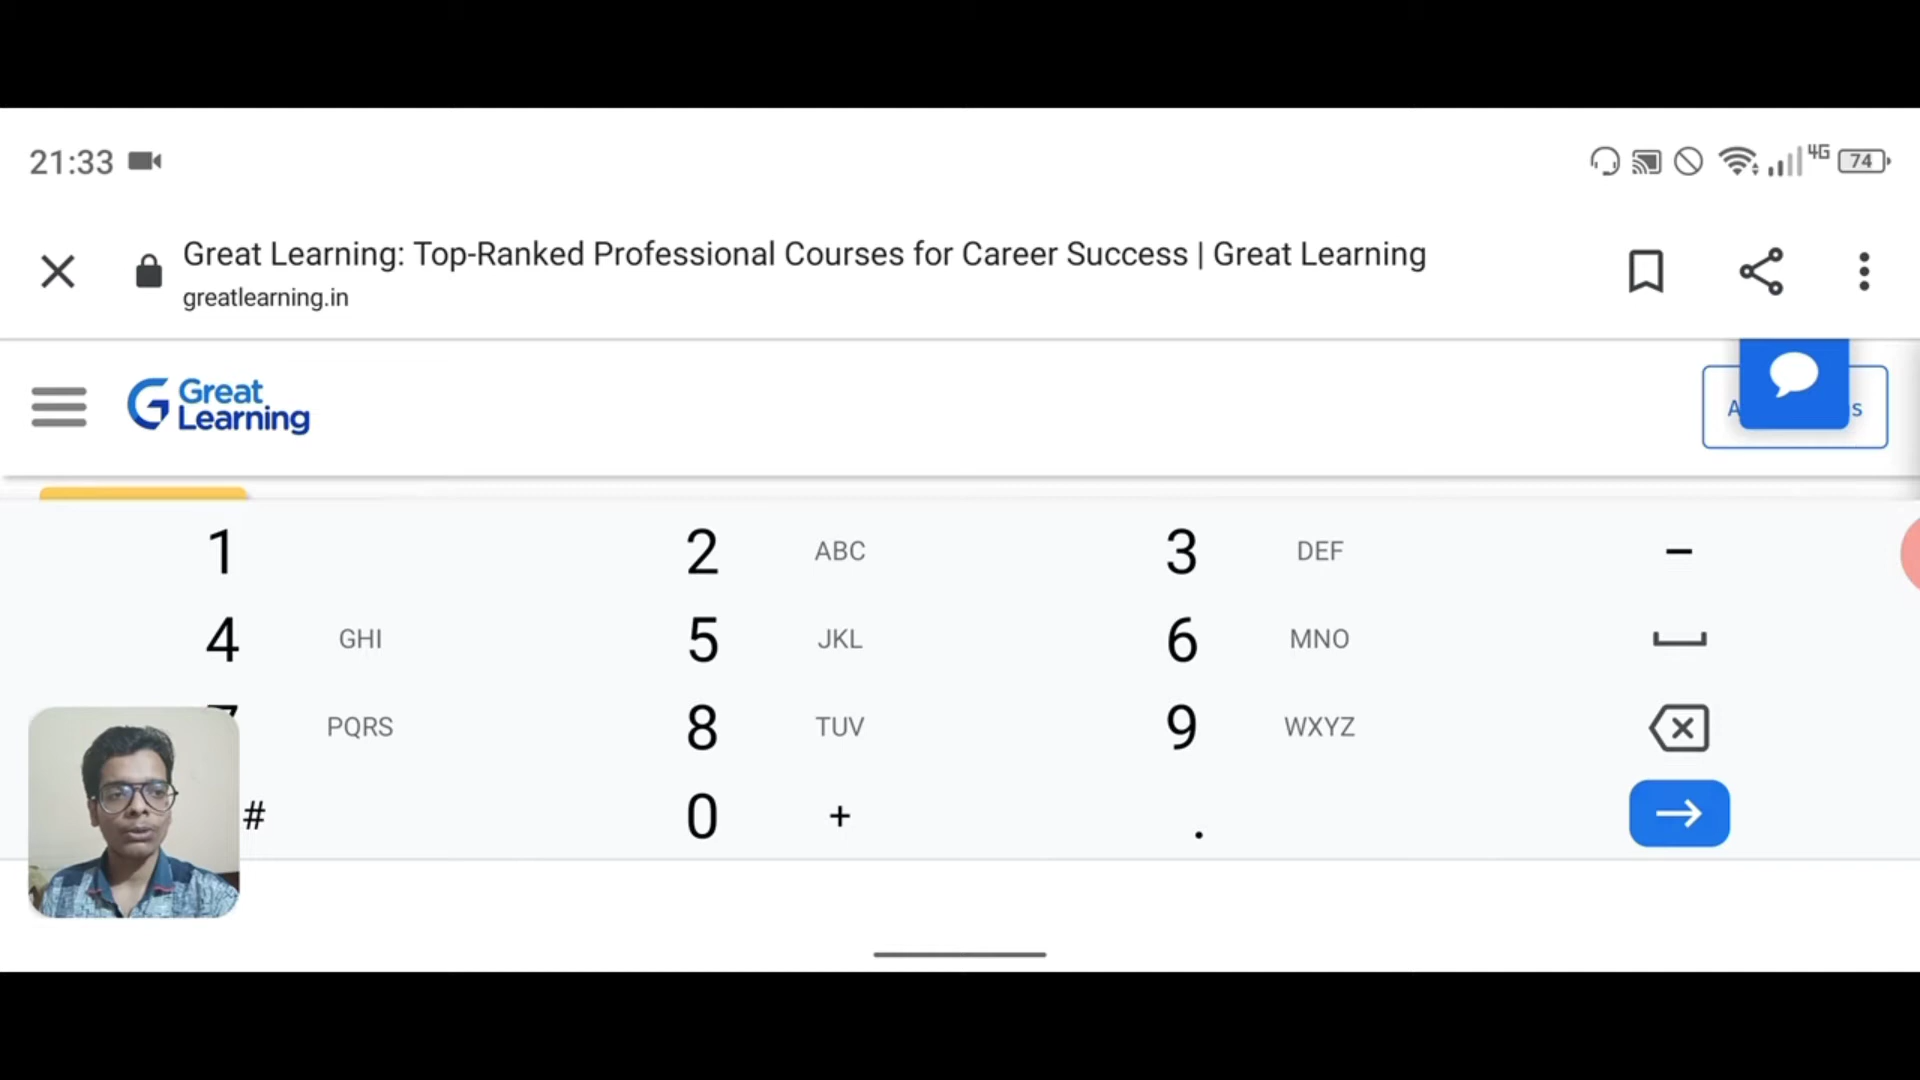 21:33
4G
74
Great Learning: Top-Ranked Professional Courses for Career Success | Great Learning
greatlearning.in
Great
Learning
A
s
1
2 ABC
3 DEF
–
4 GHI
5 JKL
6 MNO
PQRS
8 TUV
9 WXYZ
#
0 +
.